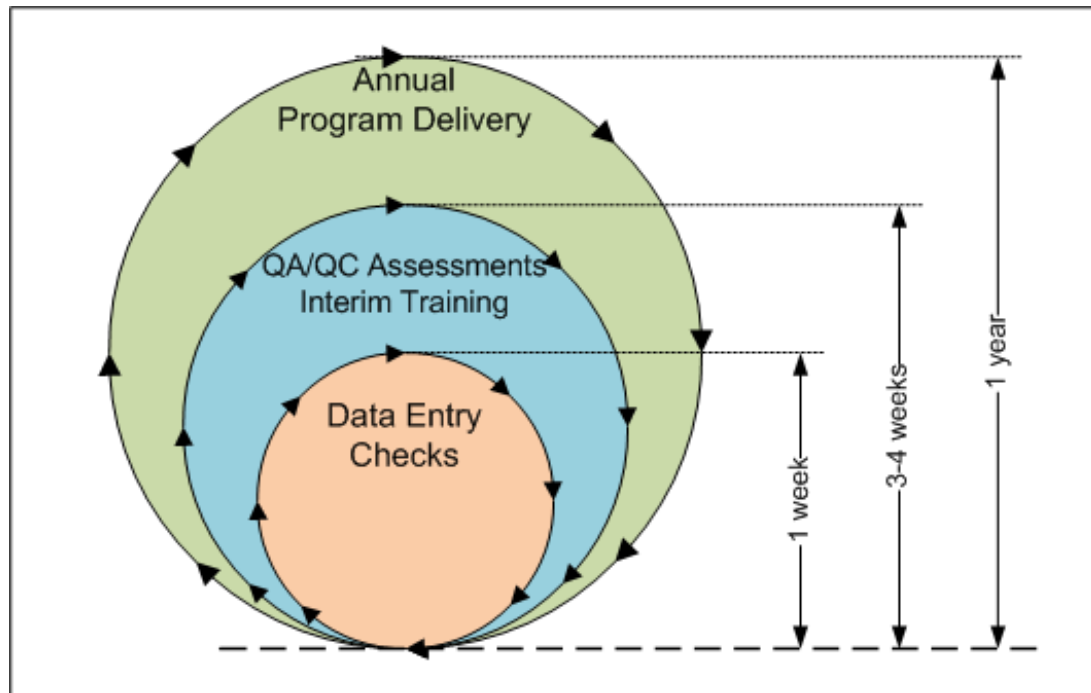 Annual
Program Delivery
QA/QC Assessments
Interim Training
Data Entry
Checks
1 week
3-4 weeks
1 year